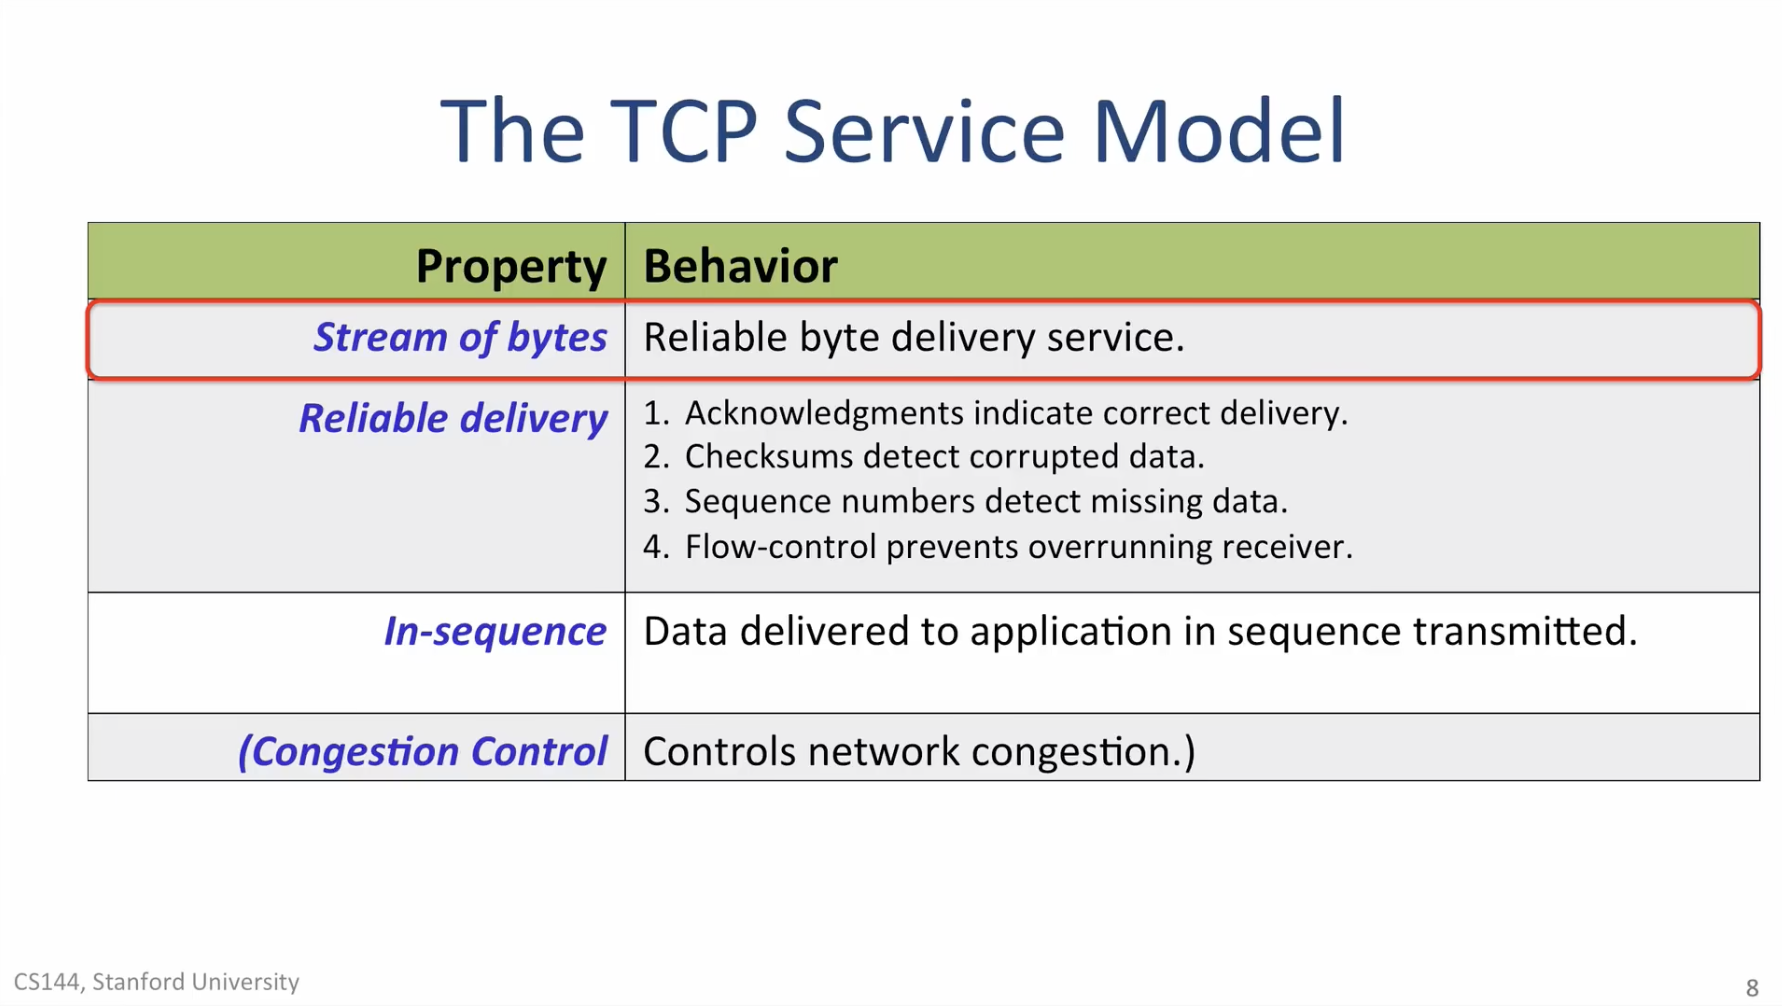 The TCP Service Model
Property Behavior
Stream of bytes Reliable byte delivery service.
Reliable delivery 1. Acknowledgments indicate correct delivery.
2. Checksums detect corrupted data.
3. Sequence numbers detect missing data.
4. Flow-control prevents overrunning receiver.
In-sequence Data delivered to application in sequence transmitted.
(Congestion Control Controls network congestion.)
CS144, Stanford University 8